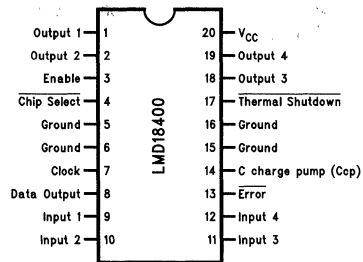 Output 1 1 20 VCC
Output 2 2 19 Output 4
Enable 3 18 Output 3
Chip Select 4 17 Thermal Shutdown
Ground 5 16 Ground
Ground 6 15 Ground
Clock 7 14 C charge pump (Ccp)
Data Output 8 13 Error
Input 1 9 12 Input 4
Input 2 10 11 Input 3
LMD18400